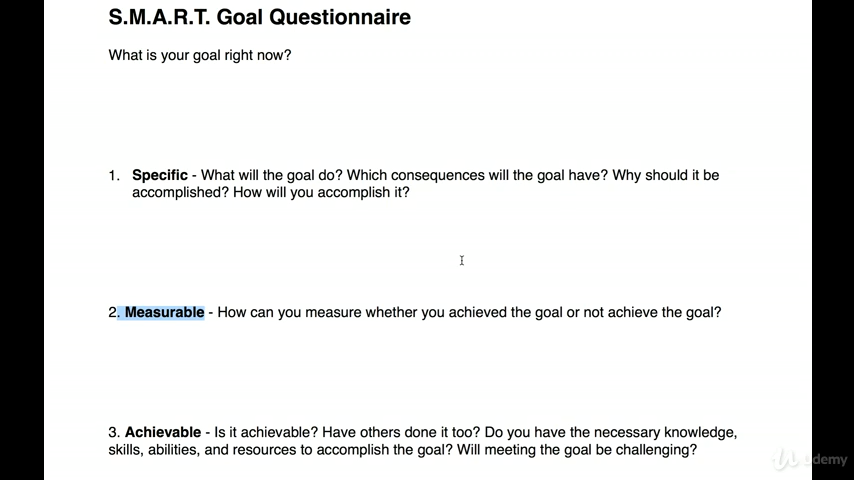 S.M.A.R.T. Goal Questionnaire
What is your goal right now?
1. Specific - What will the goal do? Which consequences will the goal have? Why should it be
accomplished? How will you accomplish it?
2. Measurable - How can you measure whether you achieved the goal or not achieve the goal?
3. Achievable - Is it achievable? Have others done it too? Do you have the necessary knowledge,
skills, abilities, and resources to accomplish the goal? Will meeting the goal be challenging?
udemy